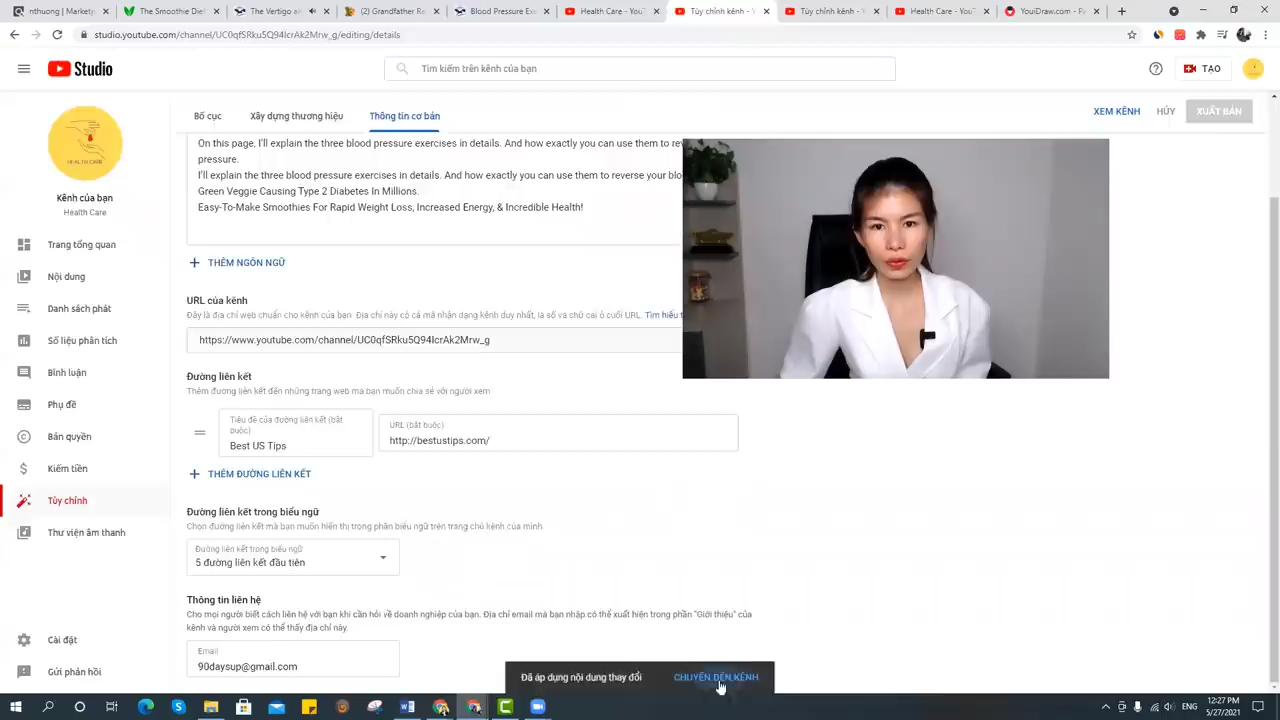 nthuong | Market
The Smoothie Diet
The Vertigo a
(2) Grandfather Re
Blood Pressure Ex
Health Care - YouT
Tùy chỉnh kênh - Y
Tùy chỉnh kênh - Y
Health Care - YouT
YouiDraw.com - F
studio.youtube.com/channel/UC0qfSRku5Q94IcrAk2Mrw_g/editing/details
Studio
Tìm kiếm trên kênh của bạn
TẠO
Bố cục
Xây dựng thương hiệu
Thông tin cơ bản
XEM KÊNH
HỦY
XUẤT BẢN
HEALTH CARE
Kênh của bạn
Health Care
Trang tổng quan
Nội dung
Danh sách phát
Số liệu phân tích
Bình luận
Phụ đề
Bản quyền
Kiếm tiền
Tùy chỉnh
Thư viện âm thanh
Cài đặt
Gửi phản hồi
On this page, I'll explain the three blood pressure exercises in details. And how exactly you can use them to rev
pressure.
I'll explain the three blood pressure exercises in details. And how exactly you can use them to reverse your blo
Green Veggie Causing Type 2 Diabetes In Millions.
Easy-To-Make Smoothies For Rapid Weight Loss, Increased Energy, & Incredible Health!
THÊM NGÔN NGỮ
URL của kênh
Đây là địa chỉ web chuẩn cho kênh của bạn. Địa chỉ này có cả mã nhận dạng kênh duy nhất, là số và chữ cái ở cuối URL. Tìm hiểu t
https://www.youtube.com/channel/UC0qfSRku5Q94IcrAk2Mrw_g
Đường liên kết
Thêm đường liên kết đến những trang web mà bạn muốn chia sẻ với người xem
Tiêu đề của đường liên kết (bắt
buộc)
Best US Tips
URL (bắt buộc)
http://bestustips.com/
THÊM ĐƯỜNG LIÊN KẾT
Đường liên kết trong biểu ngữ
Chọn đường liên kết mà bạn muốn hiển thị trong phần biểu ngữ trên trang chủ kênh của mình
Đường liên kết trong biểu ngữ
5 đường liên kết đầu tiên
Thông tin liên hệ
Cho mọi người biết cách liên hệ với bạn khi cần hỏi về doanh nghiệp của bạn. Địa chỉ email mà bạn nhập có thể xuất hiện trong phần "Giới thiệu" của
kênh và người xem có thể thấy địa chỉ này.
Email
90daysup@gmail.com
Đã áp dụng nội dung thay đổi
CHUYỂN ĐẾN KÊNH
ENG
12:27 PM
5/27/2021